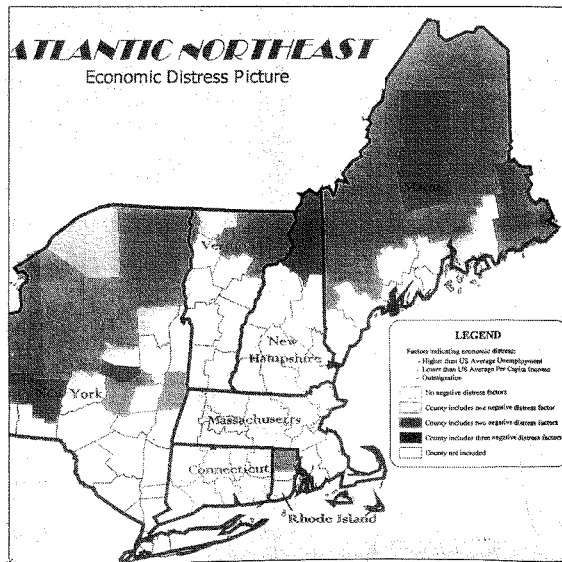 ATLANTIC NORTHEAST
Economic Distress Picture
Maine
Vermont
New
Hampshire
New York
Massachusetts
Connecticut
Rhode Island
LEGEND
Factors indicating economic distress:
- Higher than US Average Unemployment
- Lower than US Average Per Capita Income
Outmigration
No negative distress factors
County includes one negative distress factor
County includes two negative distress factors
County includes three negative distress factors
County not included